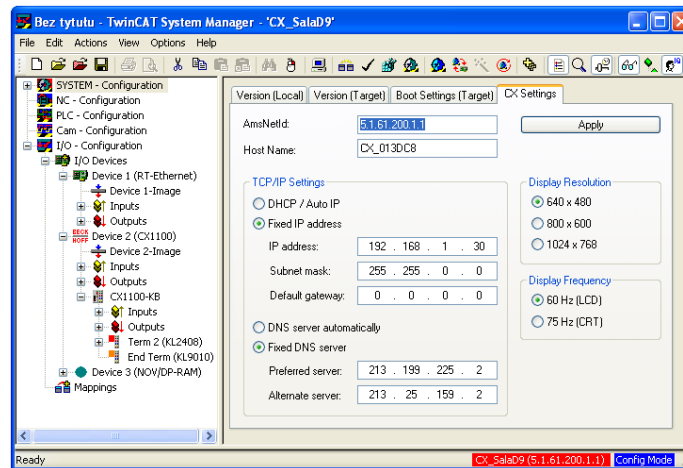 Bez tytułu - TwinCAT System Manager - 'CX_SalaD9'
File Edit Actions View Options Help
SYSTEM - Configuration
NC - Configuration
PLC - Configuration
Cam - Configuration
I/O - Configuration
I/O Devices
Device 1 (RT-Ethernet)
Device 1-Image
Inputs
Outputs
BECK
HOFF
Device 2 (CX1100)
Device 2-Image
Inputs
Outputs
CX1100-KB
Inputs
Outputs
Term 2 (KL2408)
End Term (KL9010)
Device 3 (NOV/DP-RAM)
Mappings
Version (Local) Version (Target) Boot Settings (Target) CX Settings
AmsNetId: 5.1.61.200.1.1 Apply
Host Name: CX_013DC8
TCP/IP Settings
DHCP / Auto IP
Fixed IP address
IP address: 192 . 168 . 1 . 30
Subnet mask: 255 . 255 . 0 . 0
Default gateway: 0 . 0 . 0 . 0
DNS server automatically
Fixed DNS server
Preferred server: 213 . 199 . 225 . 2
Alternate server: 213 . 25 . 159 . 2
Display Resolution
640 x 480
800 x 600
1024 x 768
Display Frequency
60 Hz (LCD)
75 Hz (CRT)
Ready CX_SalaD9 (5.1.61.200.1.1) Config Mode